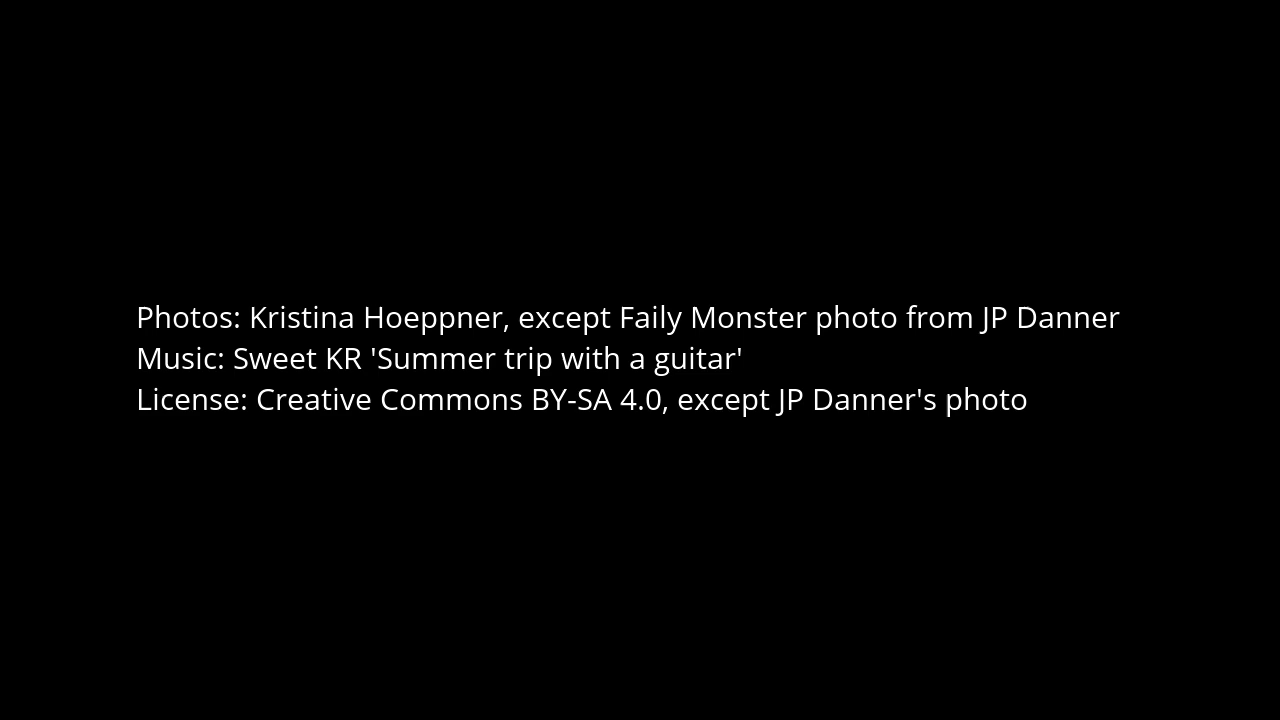 Photos: Kristina Hoeppner, except Faily Monster photo from JP Danner
Music: Sweet KR 'Summer trip with a guitar'
License: Creative Commons BY-SA 4.0, except JP Danner's photo